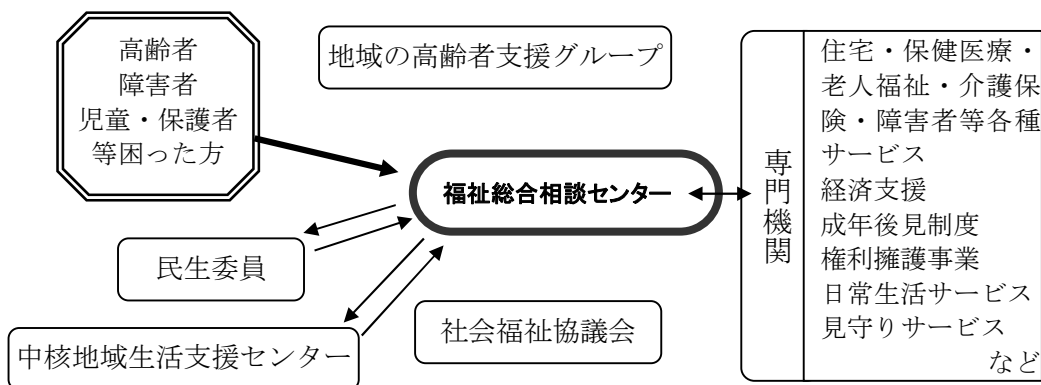 高齢者
障害者
児童・保護者
等困った方
地域の高齢者支援グループ
福祉総合相談センター
民生委員
中核地域生活支援センター
社会福祉協議会
専門機関
住宅・保健医療・
老人福祉・介護保
険・障害者等各種
サービス
経済支援
成年後見制度
権利擁護事業
日常生活サービス
見守りサービス
など